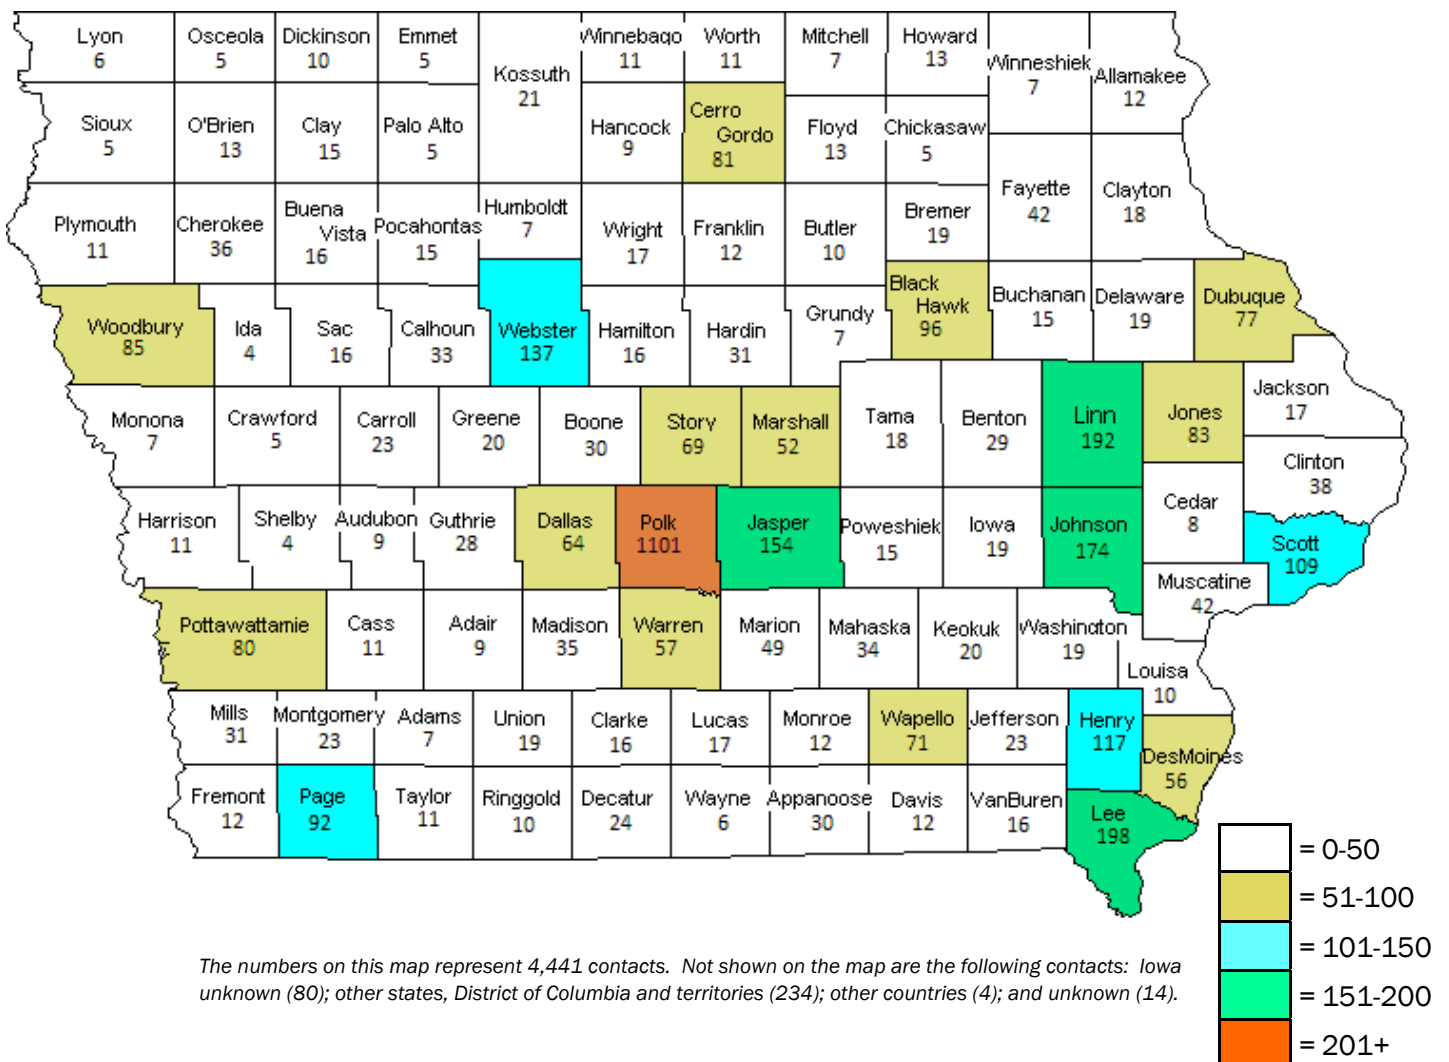 Lyon
6
Osceola
5
Dickinson
10
Emmet
5
Kossuth
21
Winnebago
11
Worth
11
Mitchell
7
Howard
13
Winneshiek
7
Allamakee
12
Sioux
5
O'Brien
13
Clay
15
Palo Alto
5
Hancock
9
Cerro
Gordo
81
Floyd
13
Chickasaw
5
Fayette
42
Clayton
18
Plymouth
11
Cherokee
36
Buena
Vista
16
Pocahontas
15
Humboldt
7
Wright
17
Franklin
12
Butler
10
Bremer
19
Woodbury
85
Ida
4
Sac
16
Calhoun
33
Webster
137
Hamilton
16
Hardin
31
Grundy
7
Black
Hawk
96
Buchanan
15
Delaware
19
Dubuque
77
Monona
7
Crawford
5
Carroll
23
Greene
20
Boone
30
Story
69
Marshall
52
Tama
18
Benton
29
Linn
192
Jones
83
Jackson
17
Clinton
38
Harrison
11
Shelby
4
Audubon
9
Guthrie
28
Dallas
64
Polk
1101
Jasper
154
Poweshiek
15
Iowa
19
Johnson
174
Cedar
8
Scott
109
Muscatine
42
Pottawattamie
80
Cass
11
Adair
9
Madison
35
Warren
57
Marion
49
Mahaska
34
Keokuk
20
Washington
19
Louisa
10
Mills
31
Montgomery
23
Adams
7
Union
19
Clarke
16
Lucas
17
Monroe
12
Wapello
71
Jefferson
23
Henry
117
DesMoines
56
Fremont
12
Page
92
Taylor
11
Ringgold
10
Decatur
24
Wayne
6
Appanoose
30
Davis
12
VanBuren
16
Lee
198
= 0-50
= 51-100
= 101-150
= 151-200
= 201+
The numbers on this map represent 4,441 contacts. Not shown on the map are the following contacts: Iowa
unknown (80); other states, District of Columbia and territories (234); other countries (4); and unknown (14).